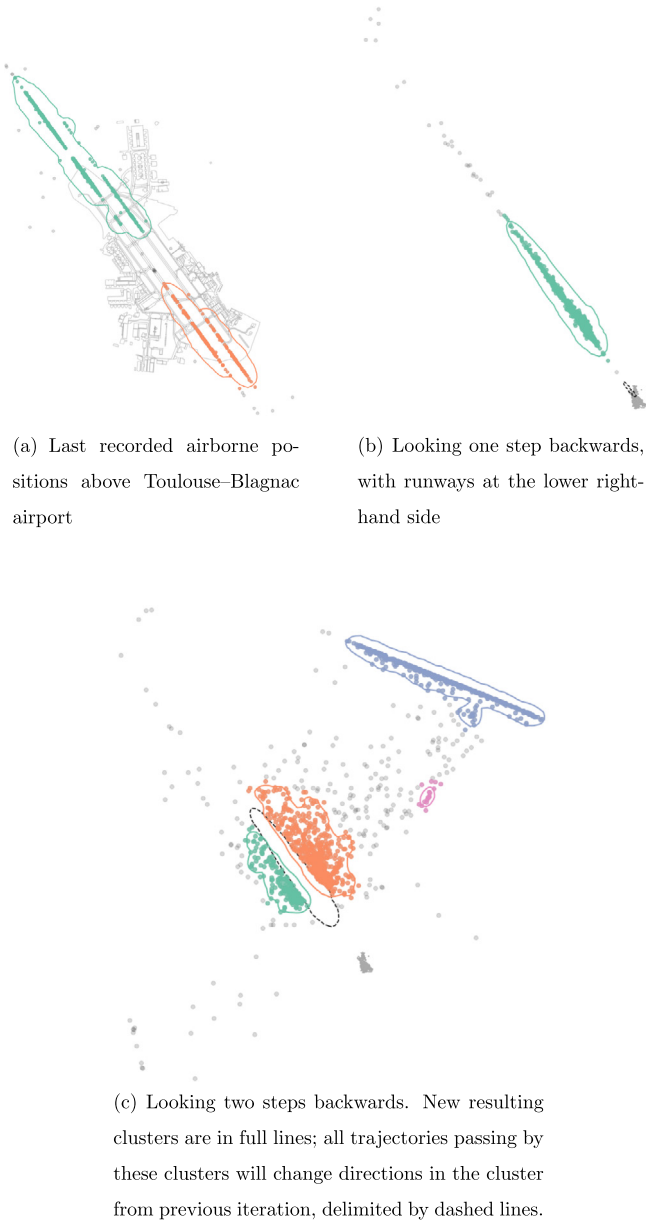 (a) Last recorded airborne po-
sitions above Toulouse–Blagnac
airport
(b) Looking one step backwards,
with runways at the lower right-
hand side
(c) Looking two steps backwards. New resulting
clusters are in full lines; all trajectories passing by
these clusters will change directions in the cluster
from previous iteration, delimited by dashed lines.